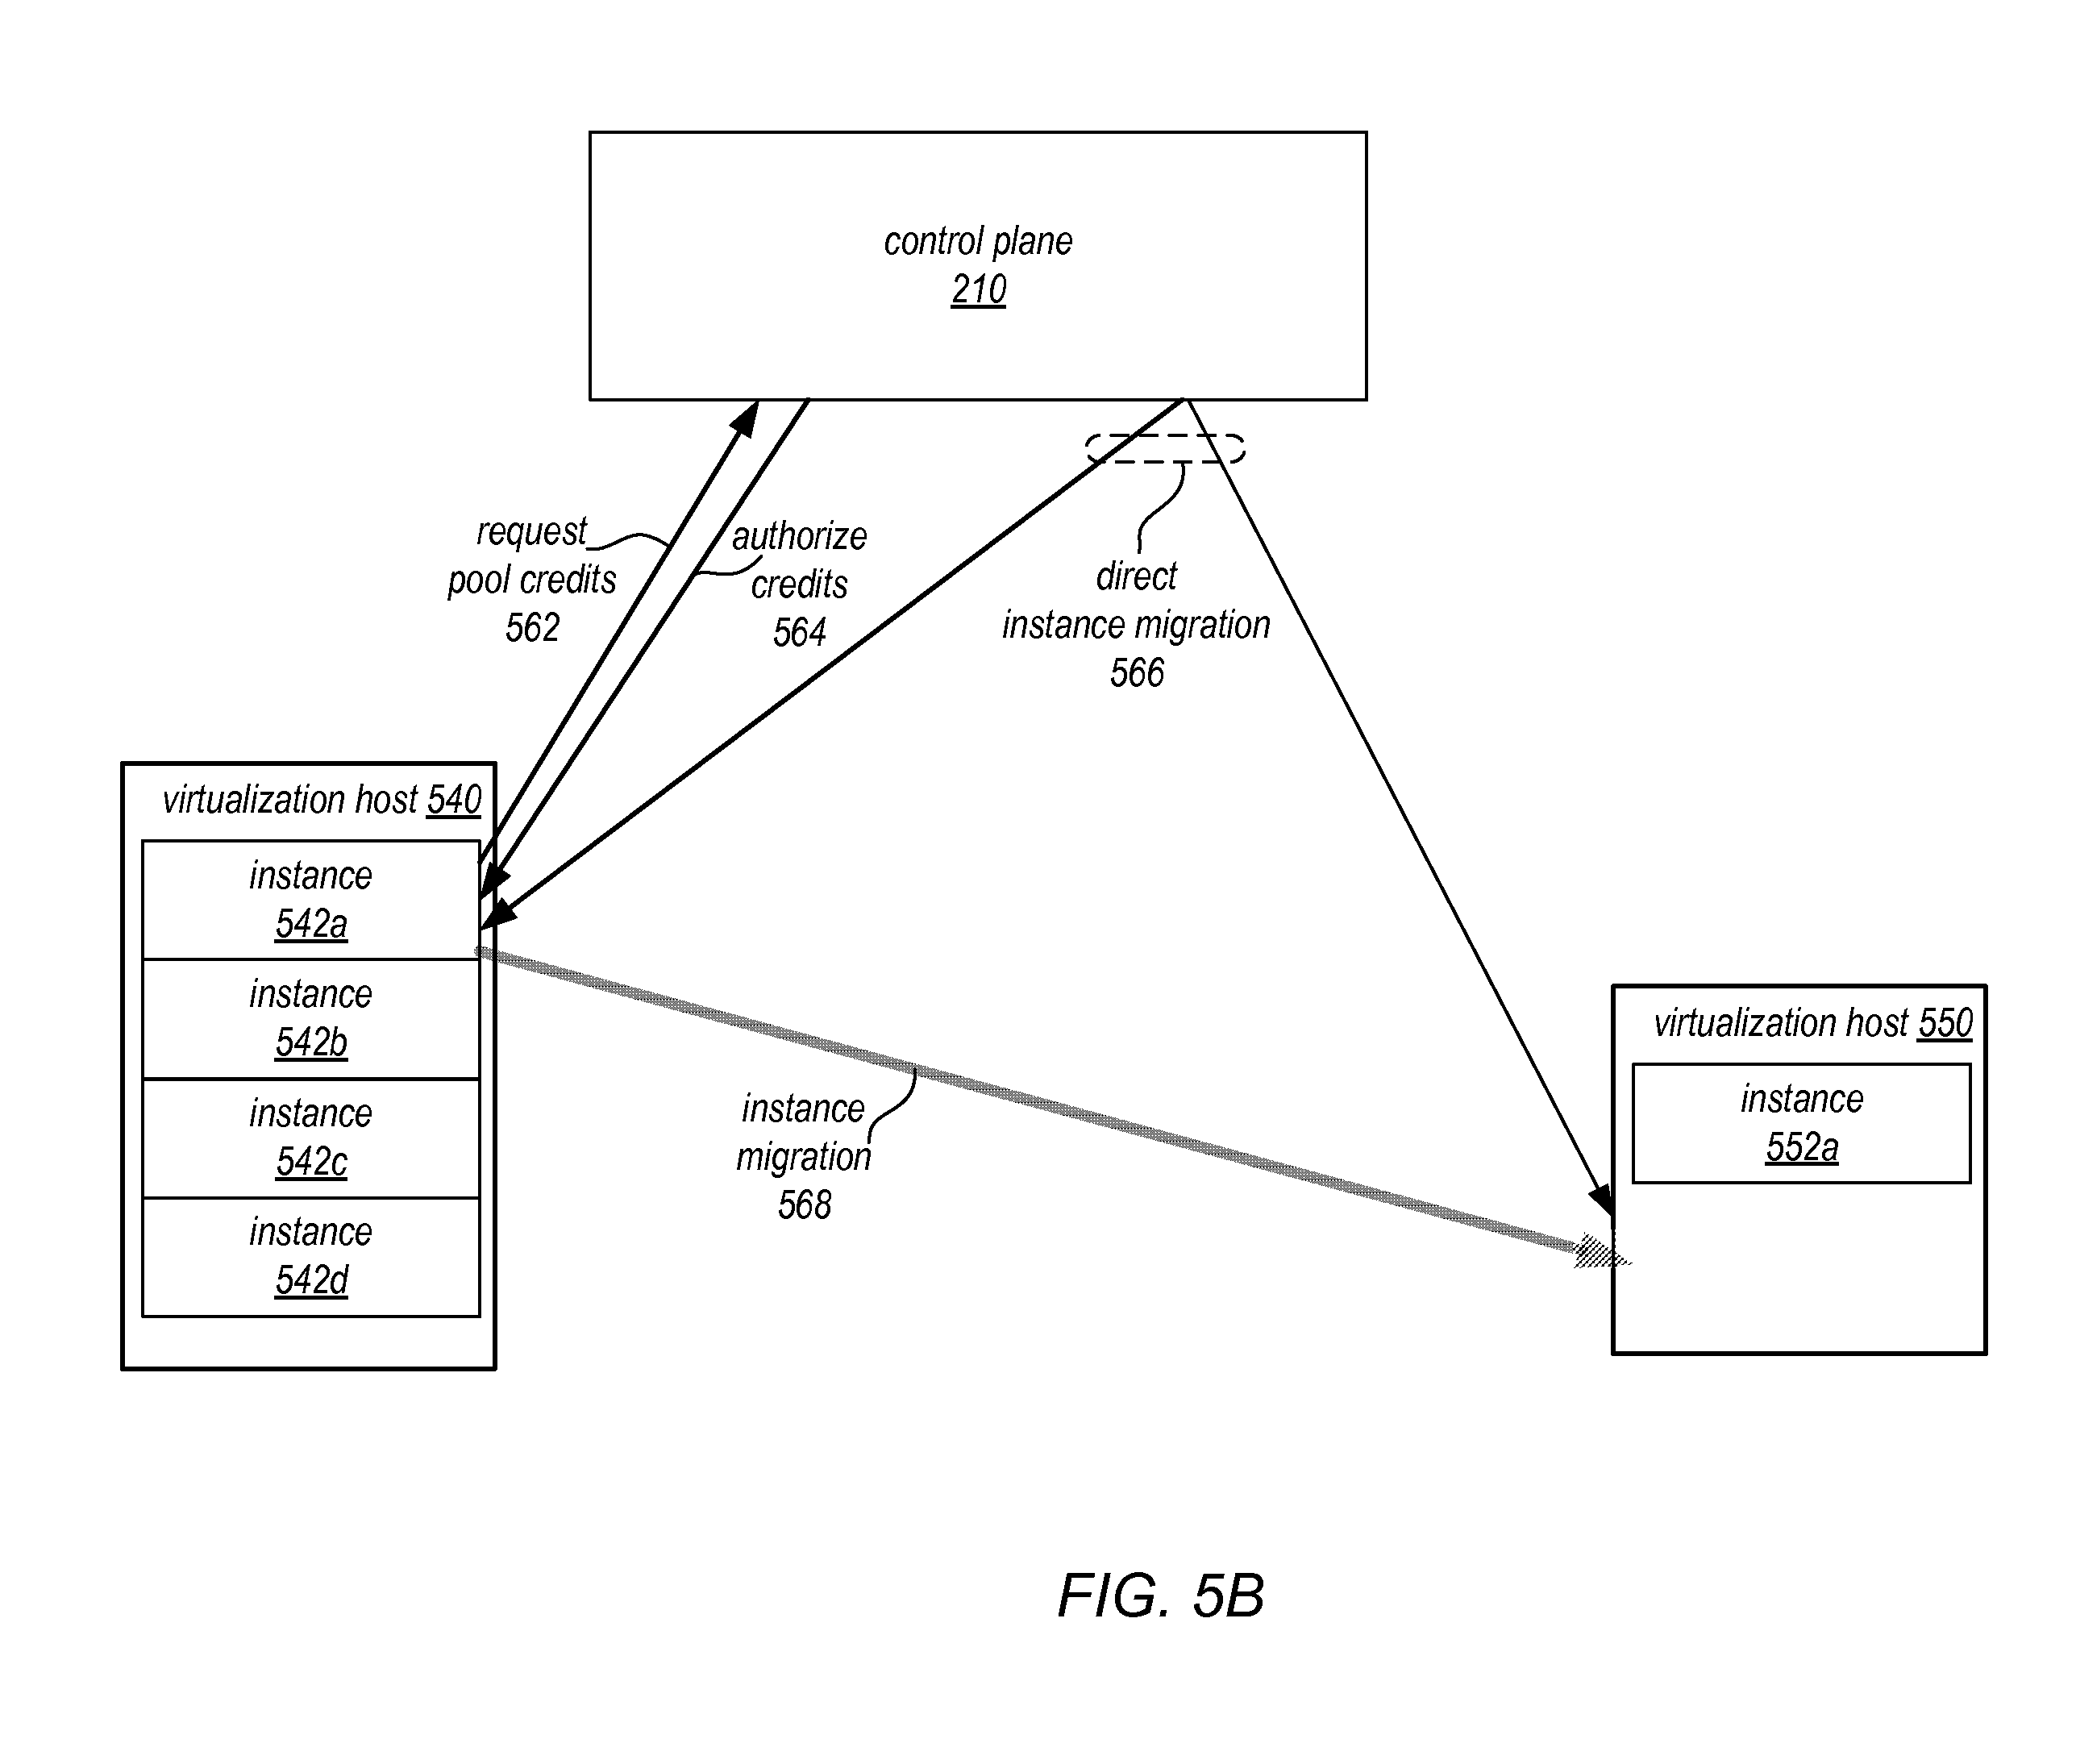 control plane
210
request
pool credits
562
authorize
credits
564
direct
instance migration
566
virtualization host 540
instance
542a
instance
542b
instance
542c
instance
542d
instance
migration
568
virtualization host 550
instance
552a
FIG. 5B